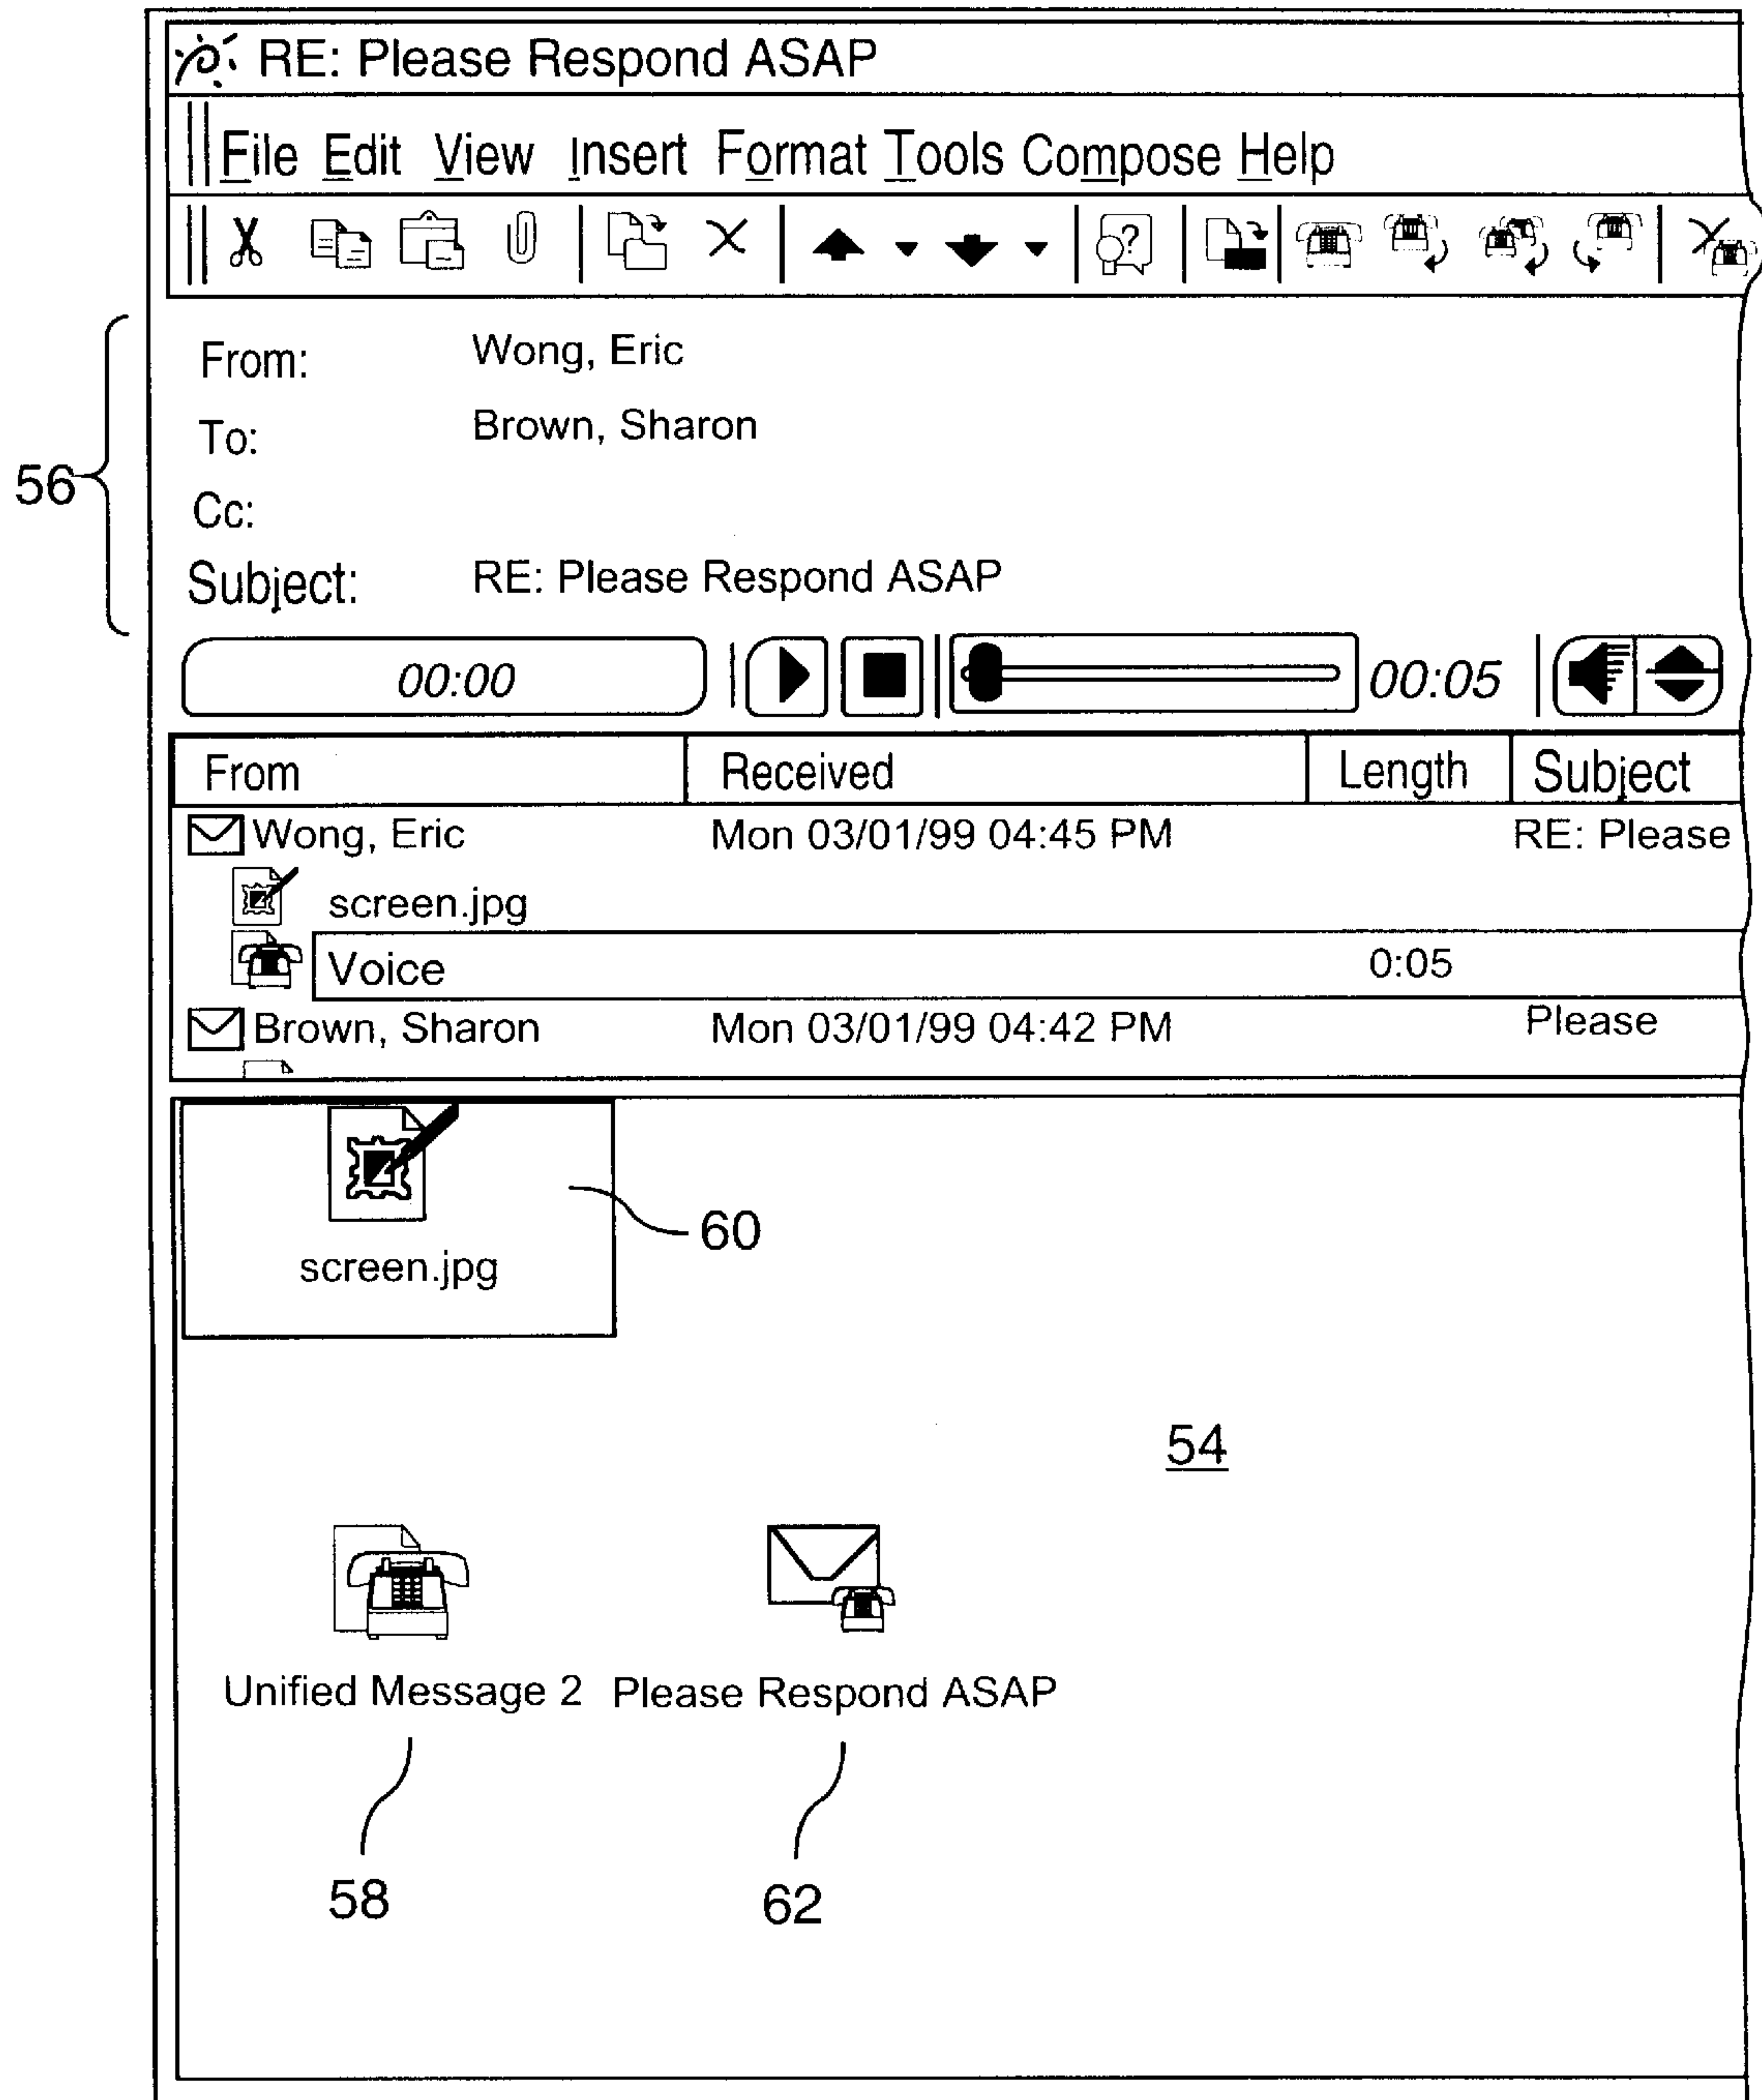 RE: Please Respond ASAP
File Edit View Insert Format Tools Compose Help
?
56
From: Wong, Eric
To: Brown, Sharon
Cc:
Subject: RE: Please Respond ASAP
00:00 00:05
From Received Length Subject
Wong, Eric Mon 03/01/99 04:45 PM RE: Please
screen.jpg
Voice 0:05
Brown, Sharon Mon 03/01/99 04:42 PM Please
60
screen.jpg
54
Unified Message 2 Please Respond ASAP
58 62